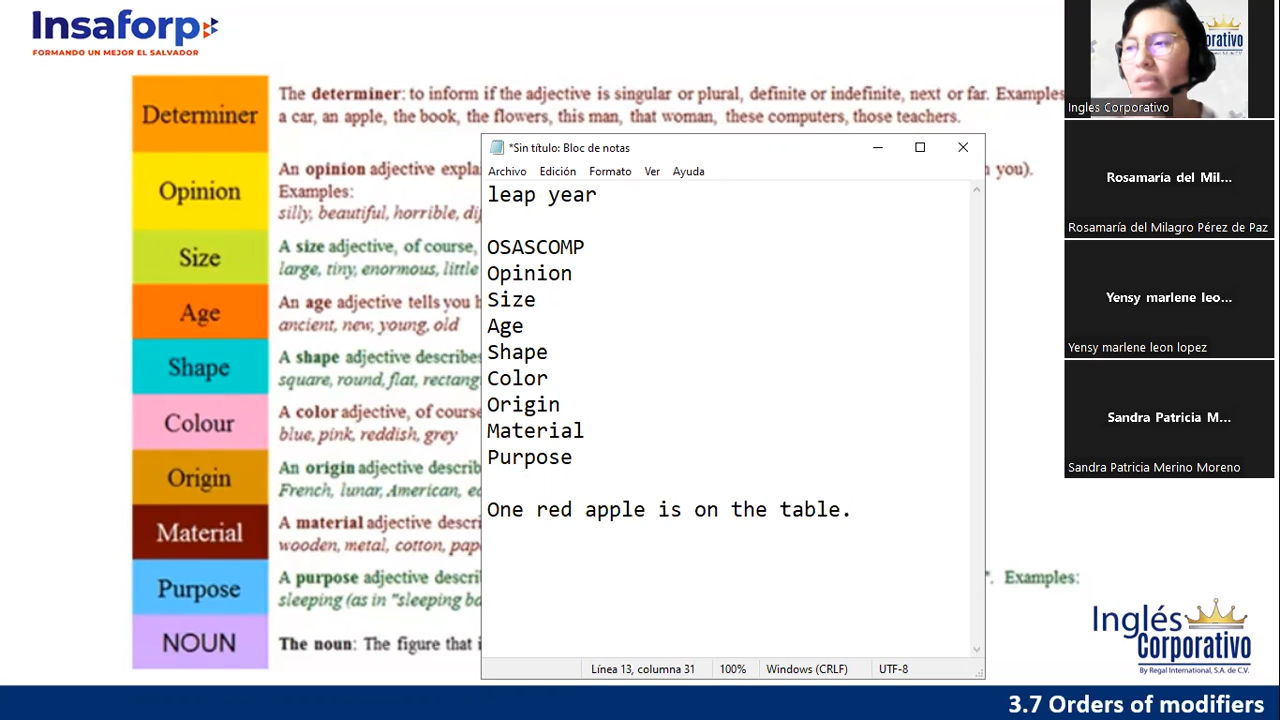 Insaforp
FORMANDO UN MEJOR EL SALVADOR
Determiner
The determiner: to inform if the adjective is singular or plural, definite or indefinite, next or far. Examples
a car, an apple, the book, the flowers, this man, that woman, these computers, those teachers.
Opinion
An opinion adjective expla
n you).
Examples:
silly, beautiful, horrible, di
Size
A size adjective, of course,
large, tiny, enormous, little
Age
An age adjective tells you h
ancient, new, young, old
Shape
A shape adjective describes
square, round, flat, rectang
Colour
A color adjective, of course
blue, pink, reddish, grey
Origin
An origin adjective describ
French, lunar, American, ea
Material
A material adjective descri
wooden, metal, cotton, pap
Purpose
A purpose adjective descri
". Examples:
sleeping (as in "sleeping ba
NOUN
The noun: The figure that i
*Sin título: Bloc de notas
Archivo Edición Formato Ver Ayuda
leap year
OSASCOMP
Opinion
Size
Age
Shape
Color
Origin
Material
Purpose
One red apple is on the table.
Línea 13, columna 31 100% Windows (CRLF) UTF-8
orativo
Ingles Corporativo
Rosamaría del Mil...
Rosamaría del Milagro Pérez de Paz
Yensy marlene leo...
Yensy marlene leon lopez
Sandra Patricia M...
Sandra Patricia Merino Moreno
Inglés
Corporativo
By Regal International, S.A. de C.V.
3.7 Orders of modifiers